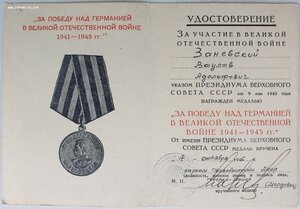 „ЗА ПОБЕДУ НАД ГЕРМАНИЕЙ
В ВЕЛИКОЙ ОТЕЧЕСТВЕННОЙ ВОЙНЕ
1941—1945 гг."
УДОСТОВЕРЕНИЕ
ЗА УЧАСТИЕ В ВЕЛИКОЙ
ОТЕЧЕСТВЕННОЙ ВОЙНЕ
Заневский
Вацлав
Адольфович
УКАЗОМ ПРЕЗИДИУМА ВЕРХОВНОГО
СОВЕТА СССР от 9 мая 1945 года
НАГРАЖДЕН МЕДАЛЬЮ
„ЗА ПОБЕДУ НАД ГЕРМАНИЕЙ
В ВЕЛИКОЙ ОТЕЧЕСТВЕННОЙ
ВОЙНЕ 1941—1945 гг."
От имени ПРЕЗИДИУМА ВЕРХОВНОГО
СОВЕТА СССР МЕДАЛЬ ВРУЧЕНА
октября
М. П.